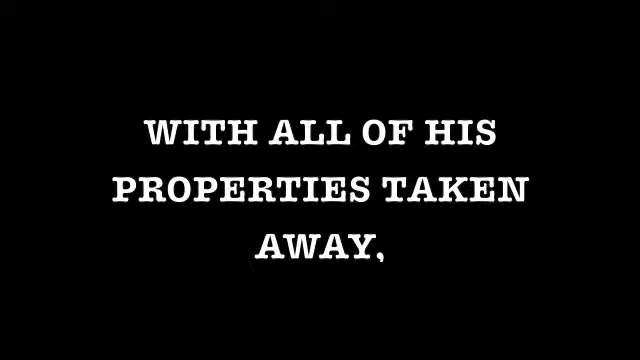 WITH ALL OF HIS
PROPERTIES TAKEN
AWAY,